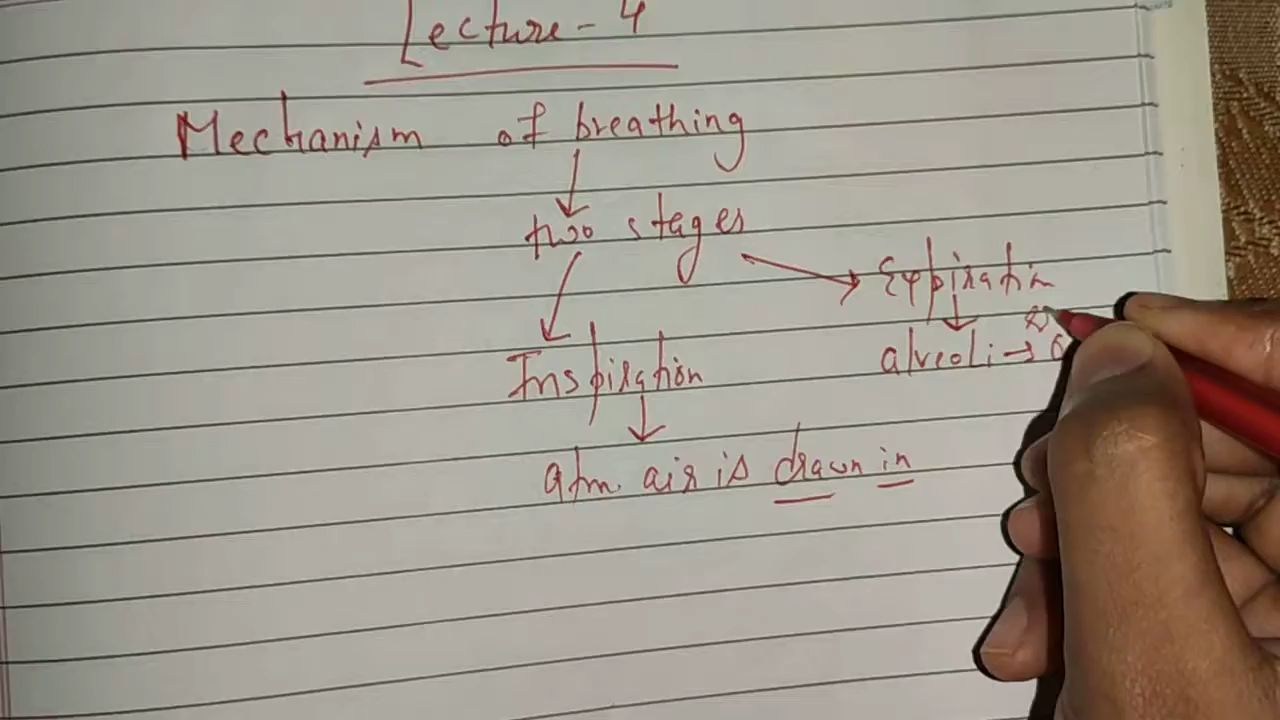 Lecture - 4
Mechanism of breathing
↓
two stages
Expiration
Inspiration
alveoli →
atm air is drawn in